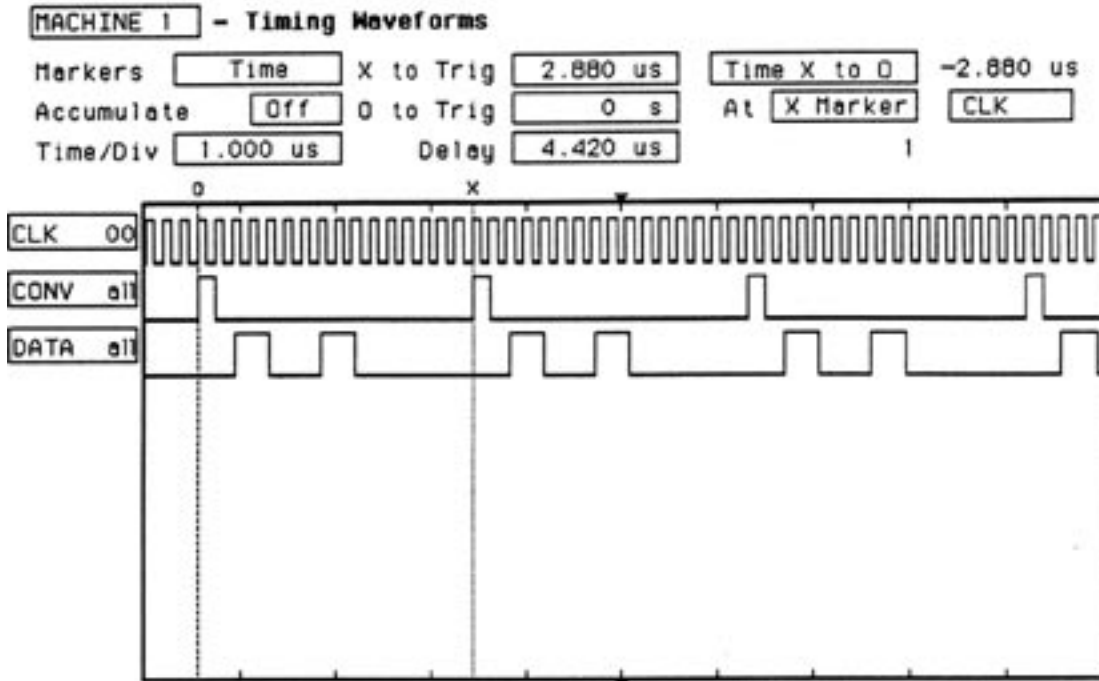 MACHINE 1 - Timing Waveforms
Markers Time X to Trig 2.880 us Time X to O -2.880 us
Accumulate Off O to Trig 0 s At X Marker CLK
Time/Div 1.000 us Delay 4.420 us 1
O X
CLK 00
CONV all
DATA all